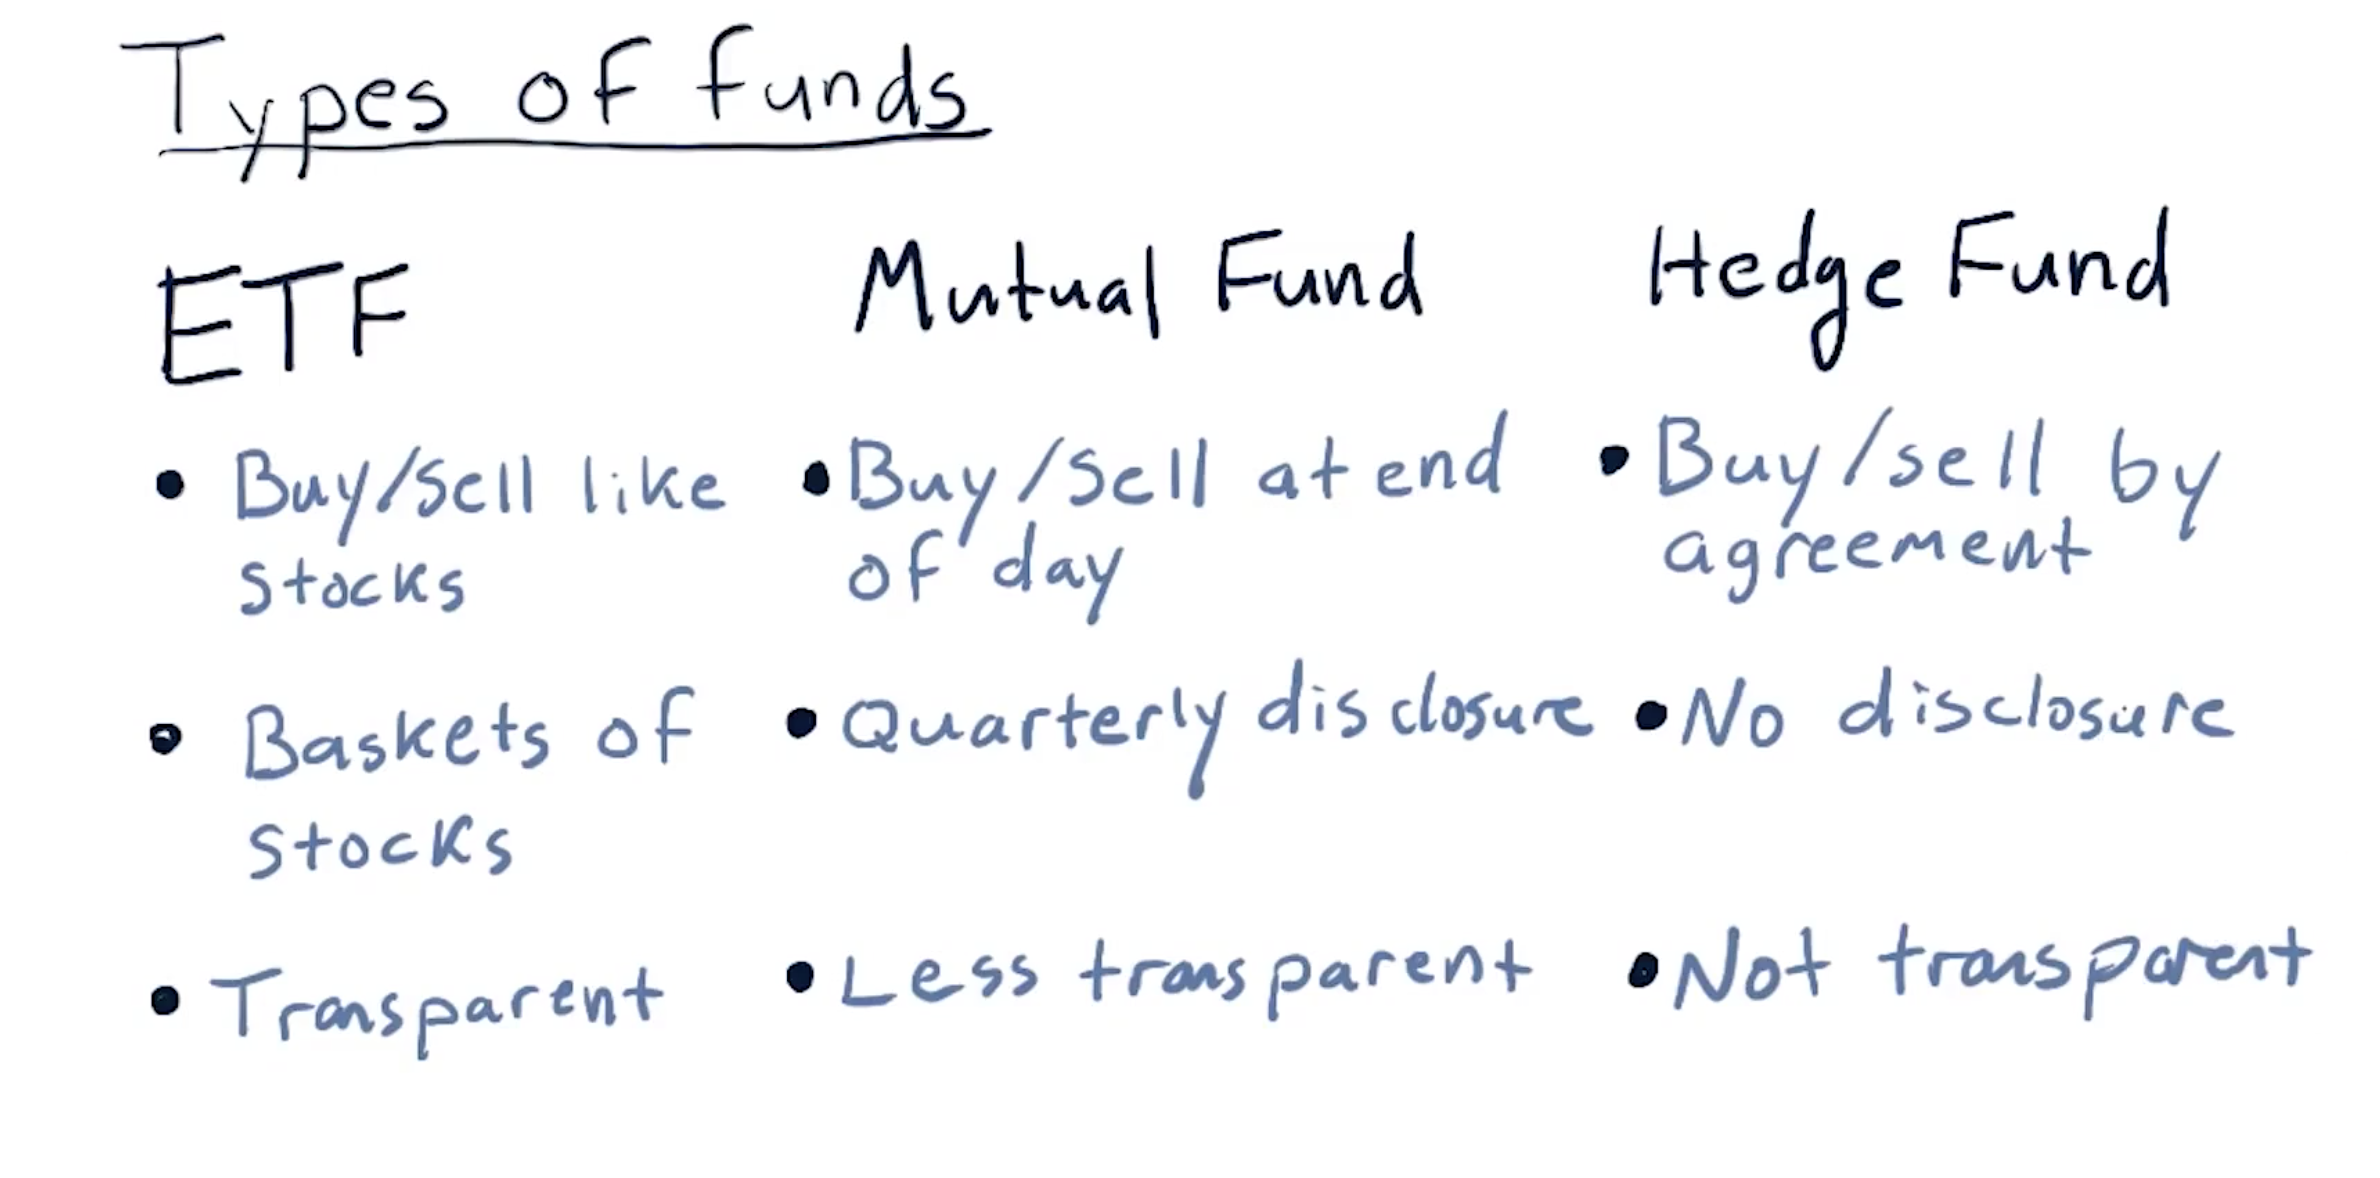 Types of funds
ETF
• Buy/sell like
stocks
• Baskets of
stocks
• Transparent
Mutual Fund
• Buy/sell at end
of day
• Quarterly disclosure
• Less transparent
Hedge Fund
• Buy/sell by
agreement
• No disclosure
• Not transparent